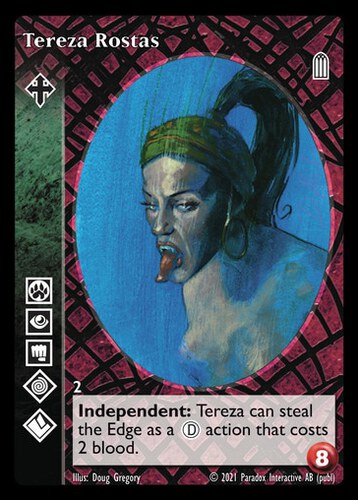 Tereza Rostas
2
Independent: Tereza can steal
the Edge as a Ⓓ action that costs
2 blood.
8
Illus: Doug Gregory © 2021 Paradox Interactive AB (publ)